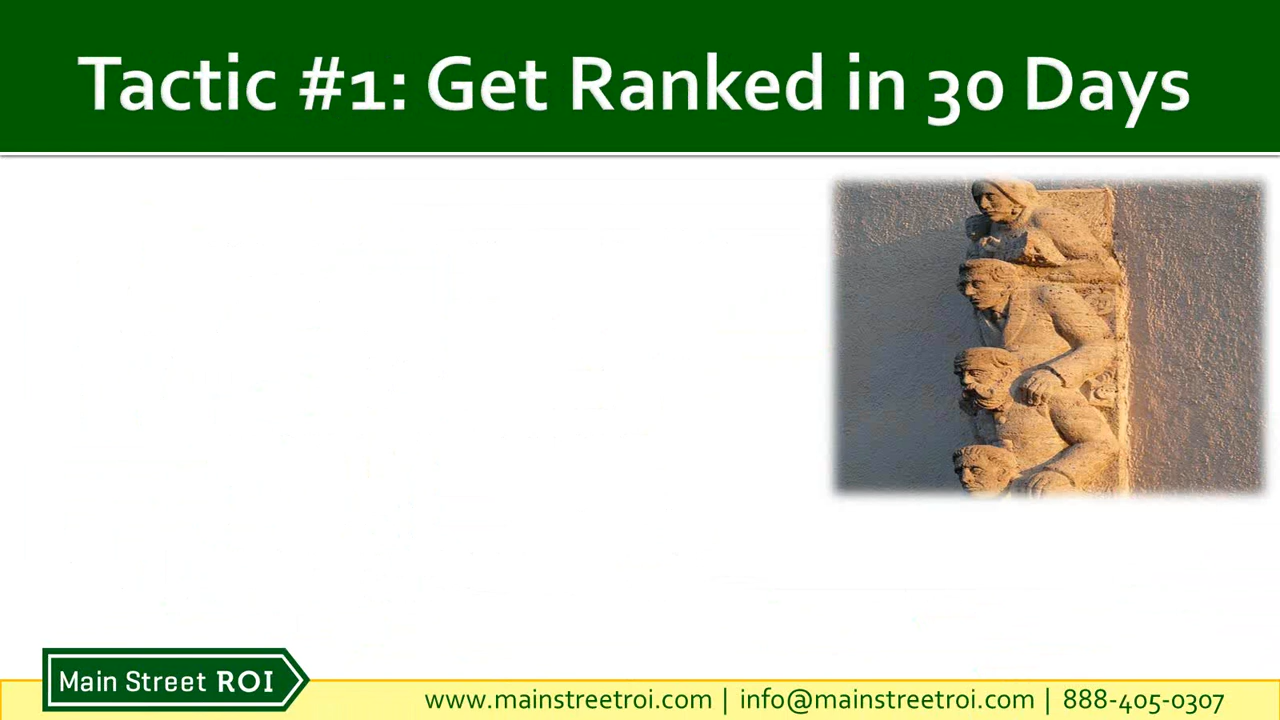 Tactic #1: Get Ranked in 30 Days
Main Street ROI
www.mainstreetroi.com | info@mainstreetroi.com | 888-405-0307